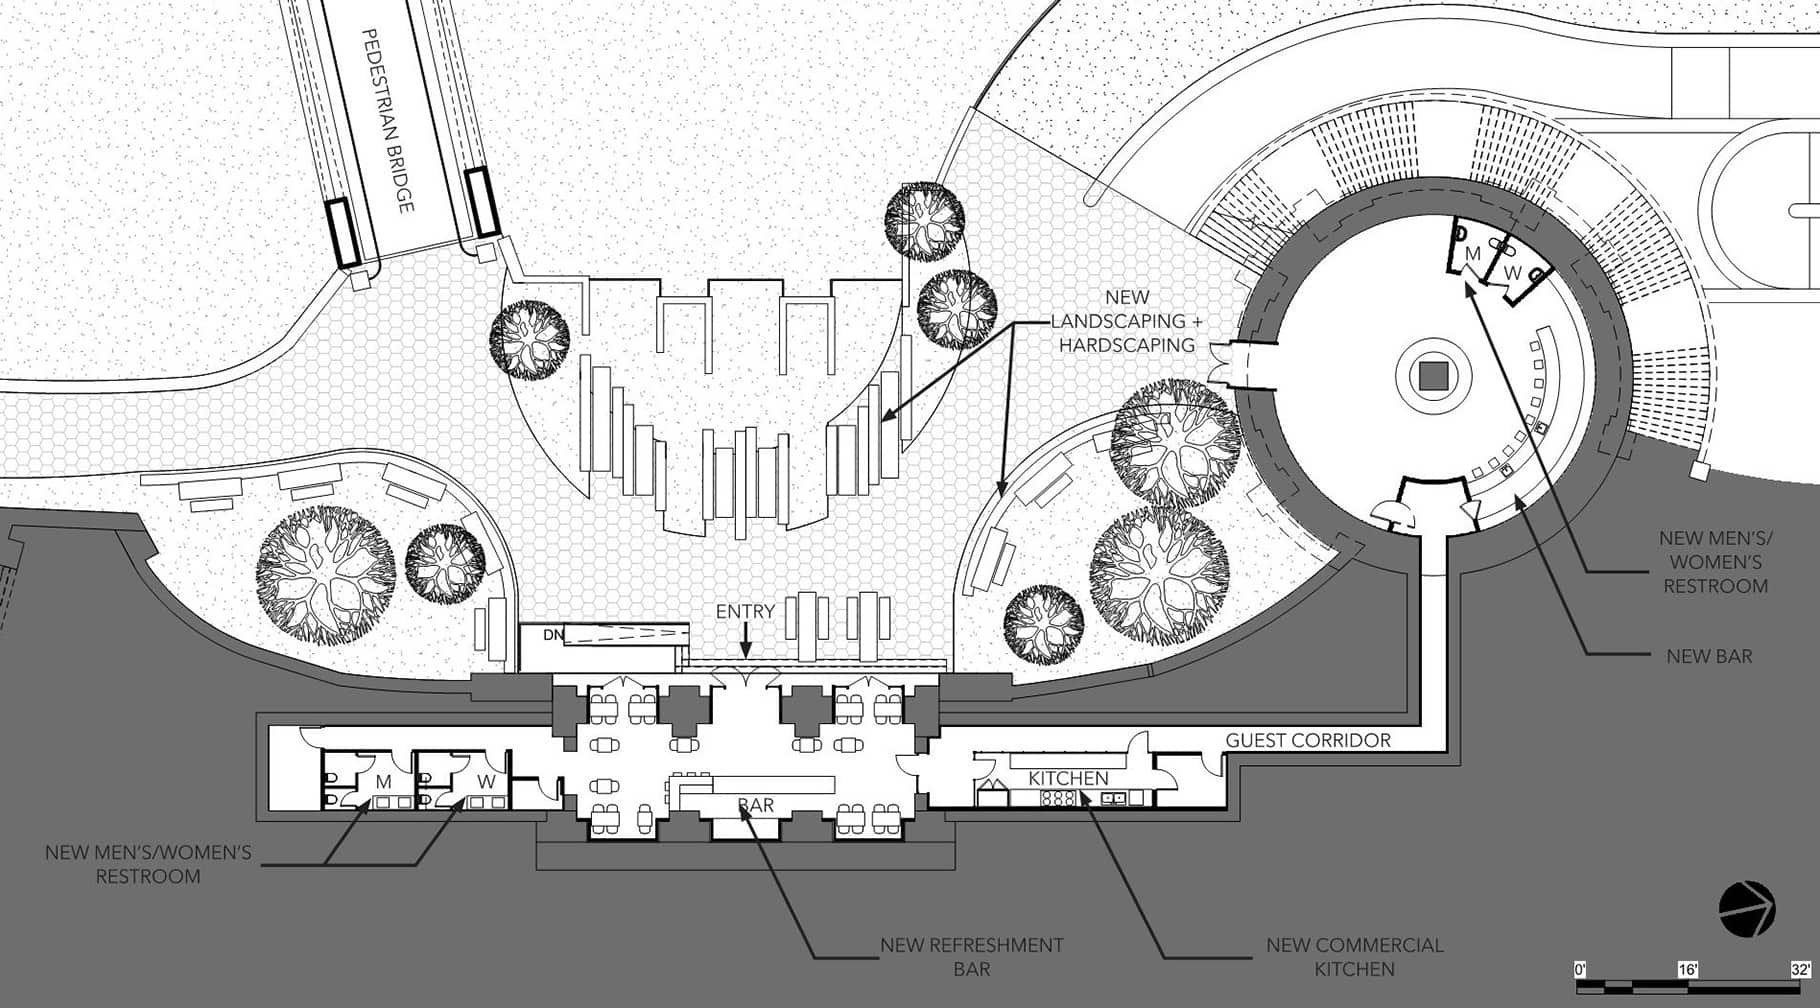 PEDESTRIAN BRIDGE
M
W
NEW
LANDSCAPING +
HARDSCAPING
NEW MEN'S/
WOMEN'S
RESTROOM
ENTRY
DN
NEW BAR
GUEST CORRIDOR
M
W
KITCHEN
BAR
NEW MEN'S/WOMEN'S
RESTROOM
NEW REFRESHMENT
BAR
NEW COMMERCIAL
KITCHEN
0' 16' 32'